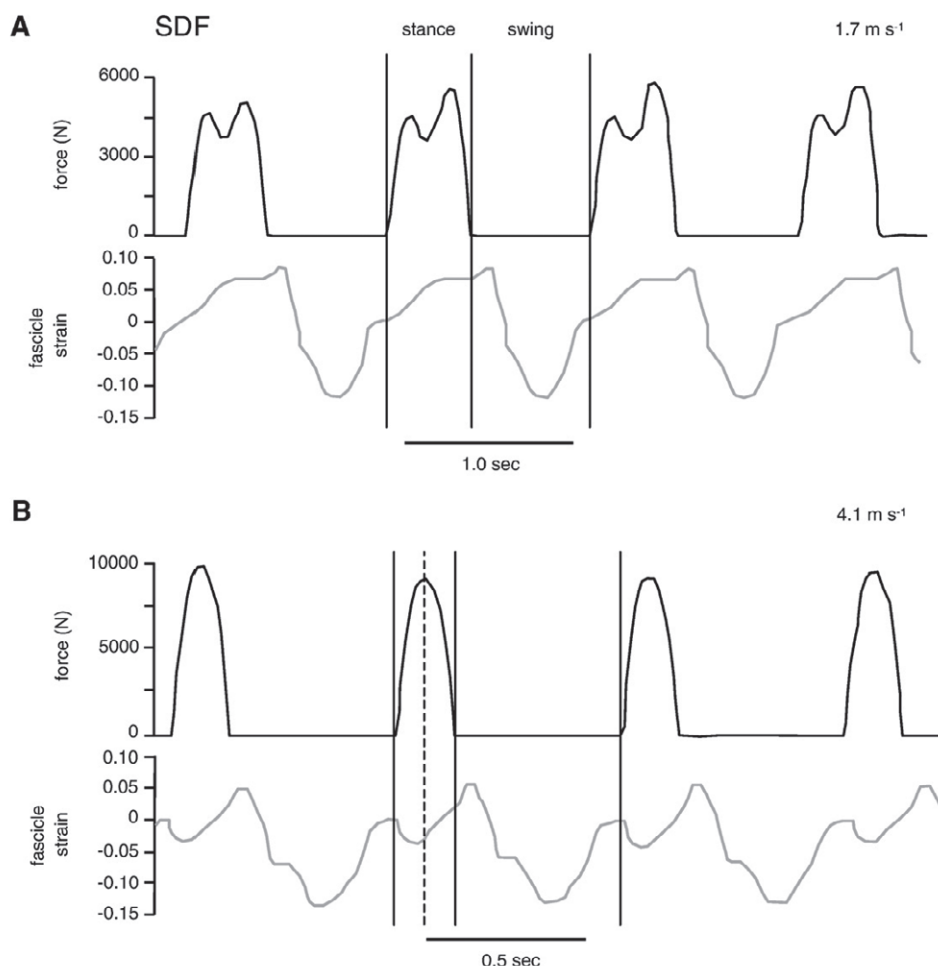 A
SDF
stance
swing
1.7 m s-1
force (N)
6000
3000
0
fascicle
strain
0.10
0.05
0
-0.05
-0.10
-0.15
1.0 sec
B
4.1 m s-1
force (N)
10000
5000
0
fascicle
strain
0.10
0.05
0
-0.05
-0.10
-0.15
0.5 sec